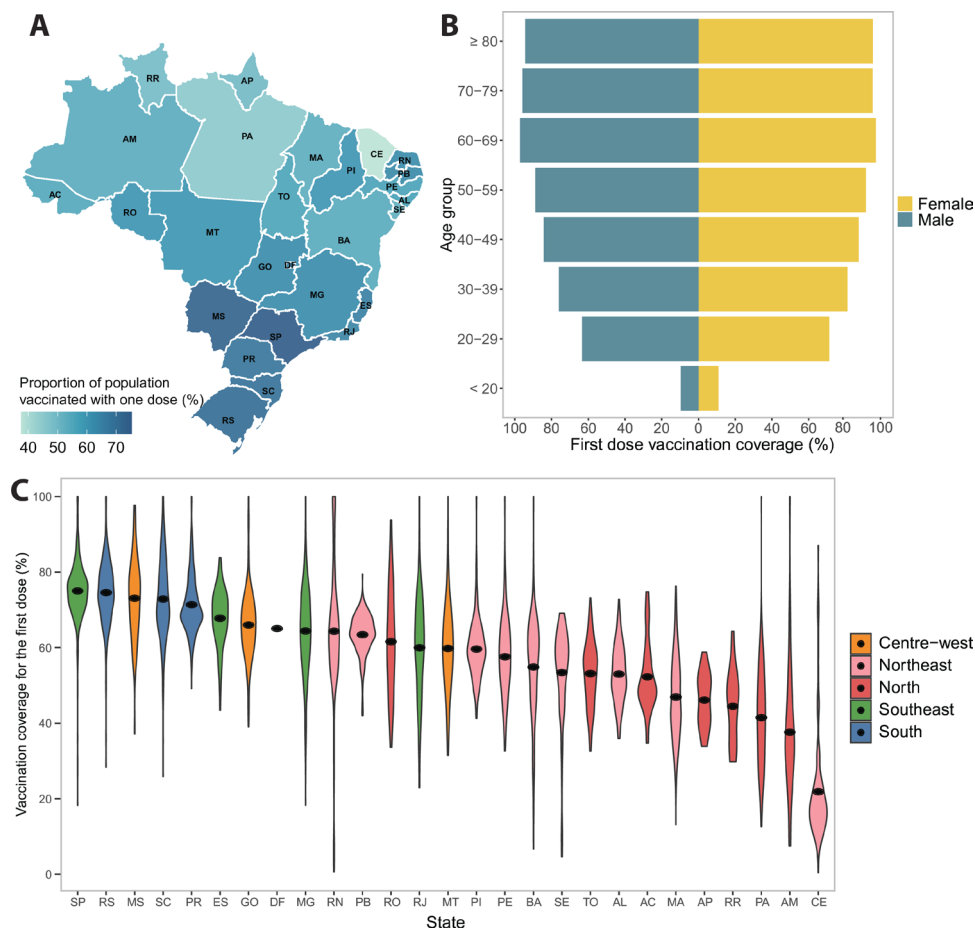 A
RR
AP
AM
PA
CE
MA
RN
PI
PB
PE
AC
TO
AL
SE
RO
MT
BA
GO
DF
MG
MS
ES
SP
RJ
PR
SC
RS
Proportion of population
vaccinated with one dose (%)
40 50 60 70
B
Age group
≥ 80
70−79
60−69
50−59
40−49
30−39
20−29
< 20
100 80 60 40 20 0 20 40 60 80 100
First dose vaccination coverage (%)
Female
Male
C
Vaccination coverage for the first dose (%)
100
80
60
40
20
0
SP RS MS SC PR ES GO DF MG RN PB RO RJ MT PI PE BA SE TO AL AC MA AP RR PA AM CE
State
Centre−west
Northeast
North
Southeast
South